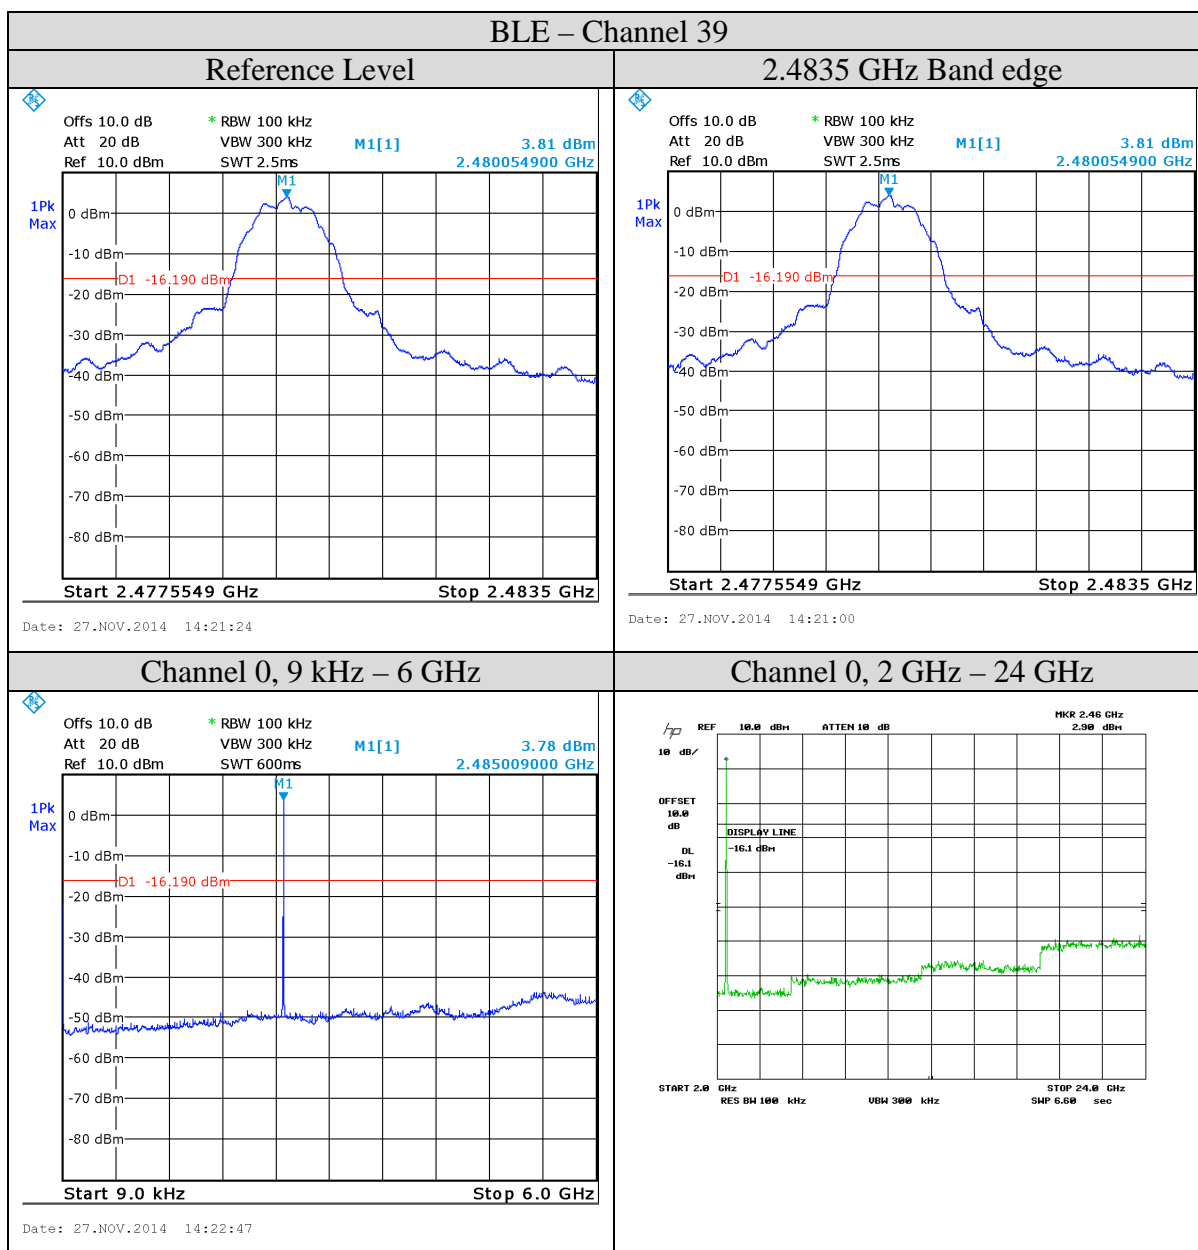 BLE – Channel 39
Reference Level
2.4835 GHz Band edge
Offs 10.0 dB * RBW 100 kHz
Att 20 dB VBW 300 kHz M1[1] 3.81 dBm
Ref 10.0 dBm SWT 2.5ms 2.480054900 GHz
M1
1Pk
Max
0 dBm
-10 dBm
D1 -16.190 dBm
-20 dBm
-30 dBm
-40 dBm
-50 dBm
-60 dBm
-70 dBm
-80 dBm
Start 2.4775549 GHz Stop 2.4835 GHz
Date: 27.NOV.2014 14:21:24
Offs 10.0 dB * RBW 100 kHz
Att 20 dB VBW 300 kHz M1[1] 3.81 dBm
Ref 10.0 dBm SWT 2.5ms 2.480054900 GHz
M1
1Pk
Max
0 dBm
-10 dBm
D1 -16.190 dBm
-20 dBm
-30 dBm
-40 dBm
-50 dBm
-60 dBm
-70 dBm
-80 dBm
Start 2.4775549 GHz Stop 2.4835 GHz
Date: 27.NOV.2014 14:21:00
Channel 0, 9 kHz – 6 GHz
Channel 0, 2 GHz – 24 GHz
Offs 10.0 dB * RBW 100 kHz
Att 20 dB VBW 300 kHz M1[1] 3.78 dBm
Ref 10.0 dBm SWT 600ms 2.485009000 GHz
M1
1Pk
Max
0 dBm
-10 dBm
D1 -16.190 dBm
-20 dBm
-30 dBm
-40 dBm
-50 dBm
-60 dBm
-70 dBm
-80 dBm
Start 9.0 kHz Stop 6.0 GHz
Date: 27.NOV.2014 14:22:47
MKR 2.46 GHz
hp REF 10.0 dBm ATTEN 10 dB 2.90 dBm
10 dB/
OFFSET
10.0
dB
DISPLAY LINE
DL -16.1 dBm
-16.1
dBm
START 2.0 GHz STOP 24.0 GHz
RES BW 100 kHz VBW 300 kHz SWP 6.60 sec